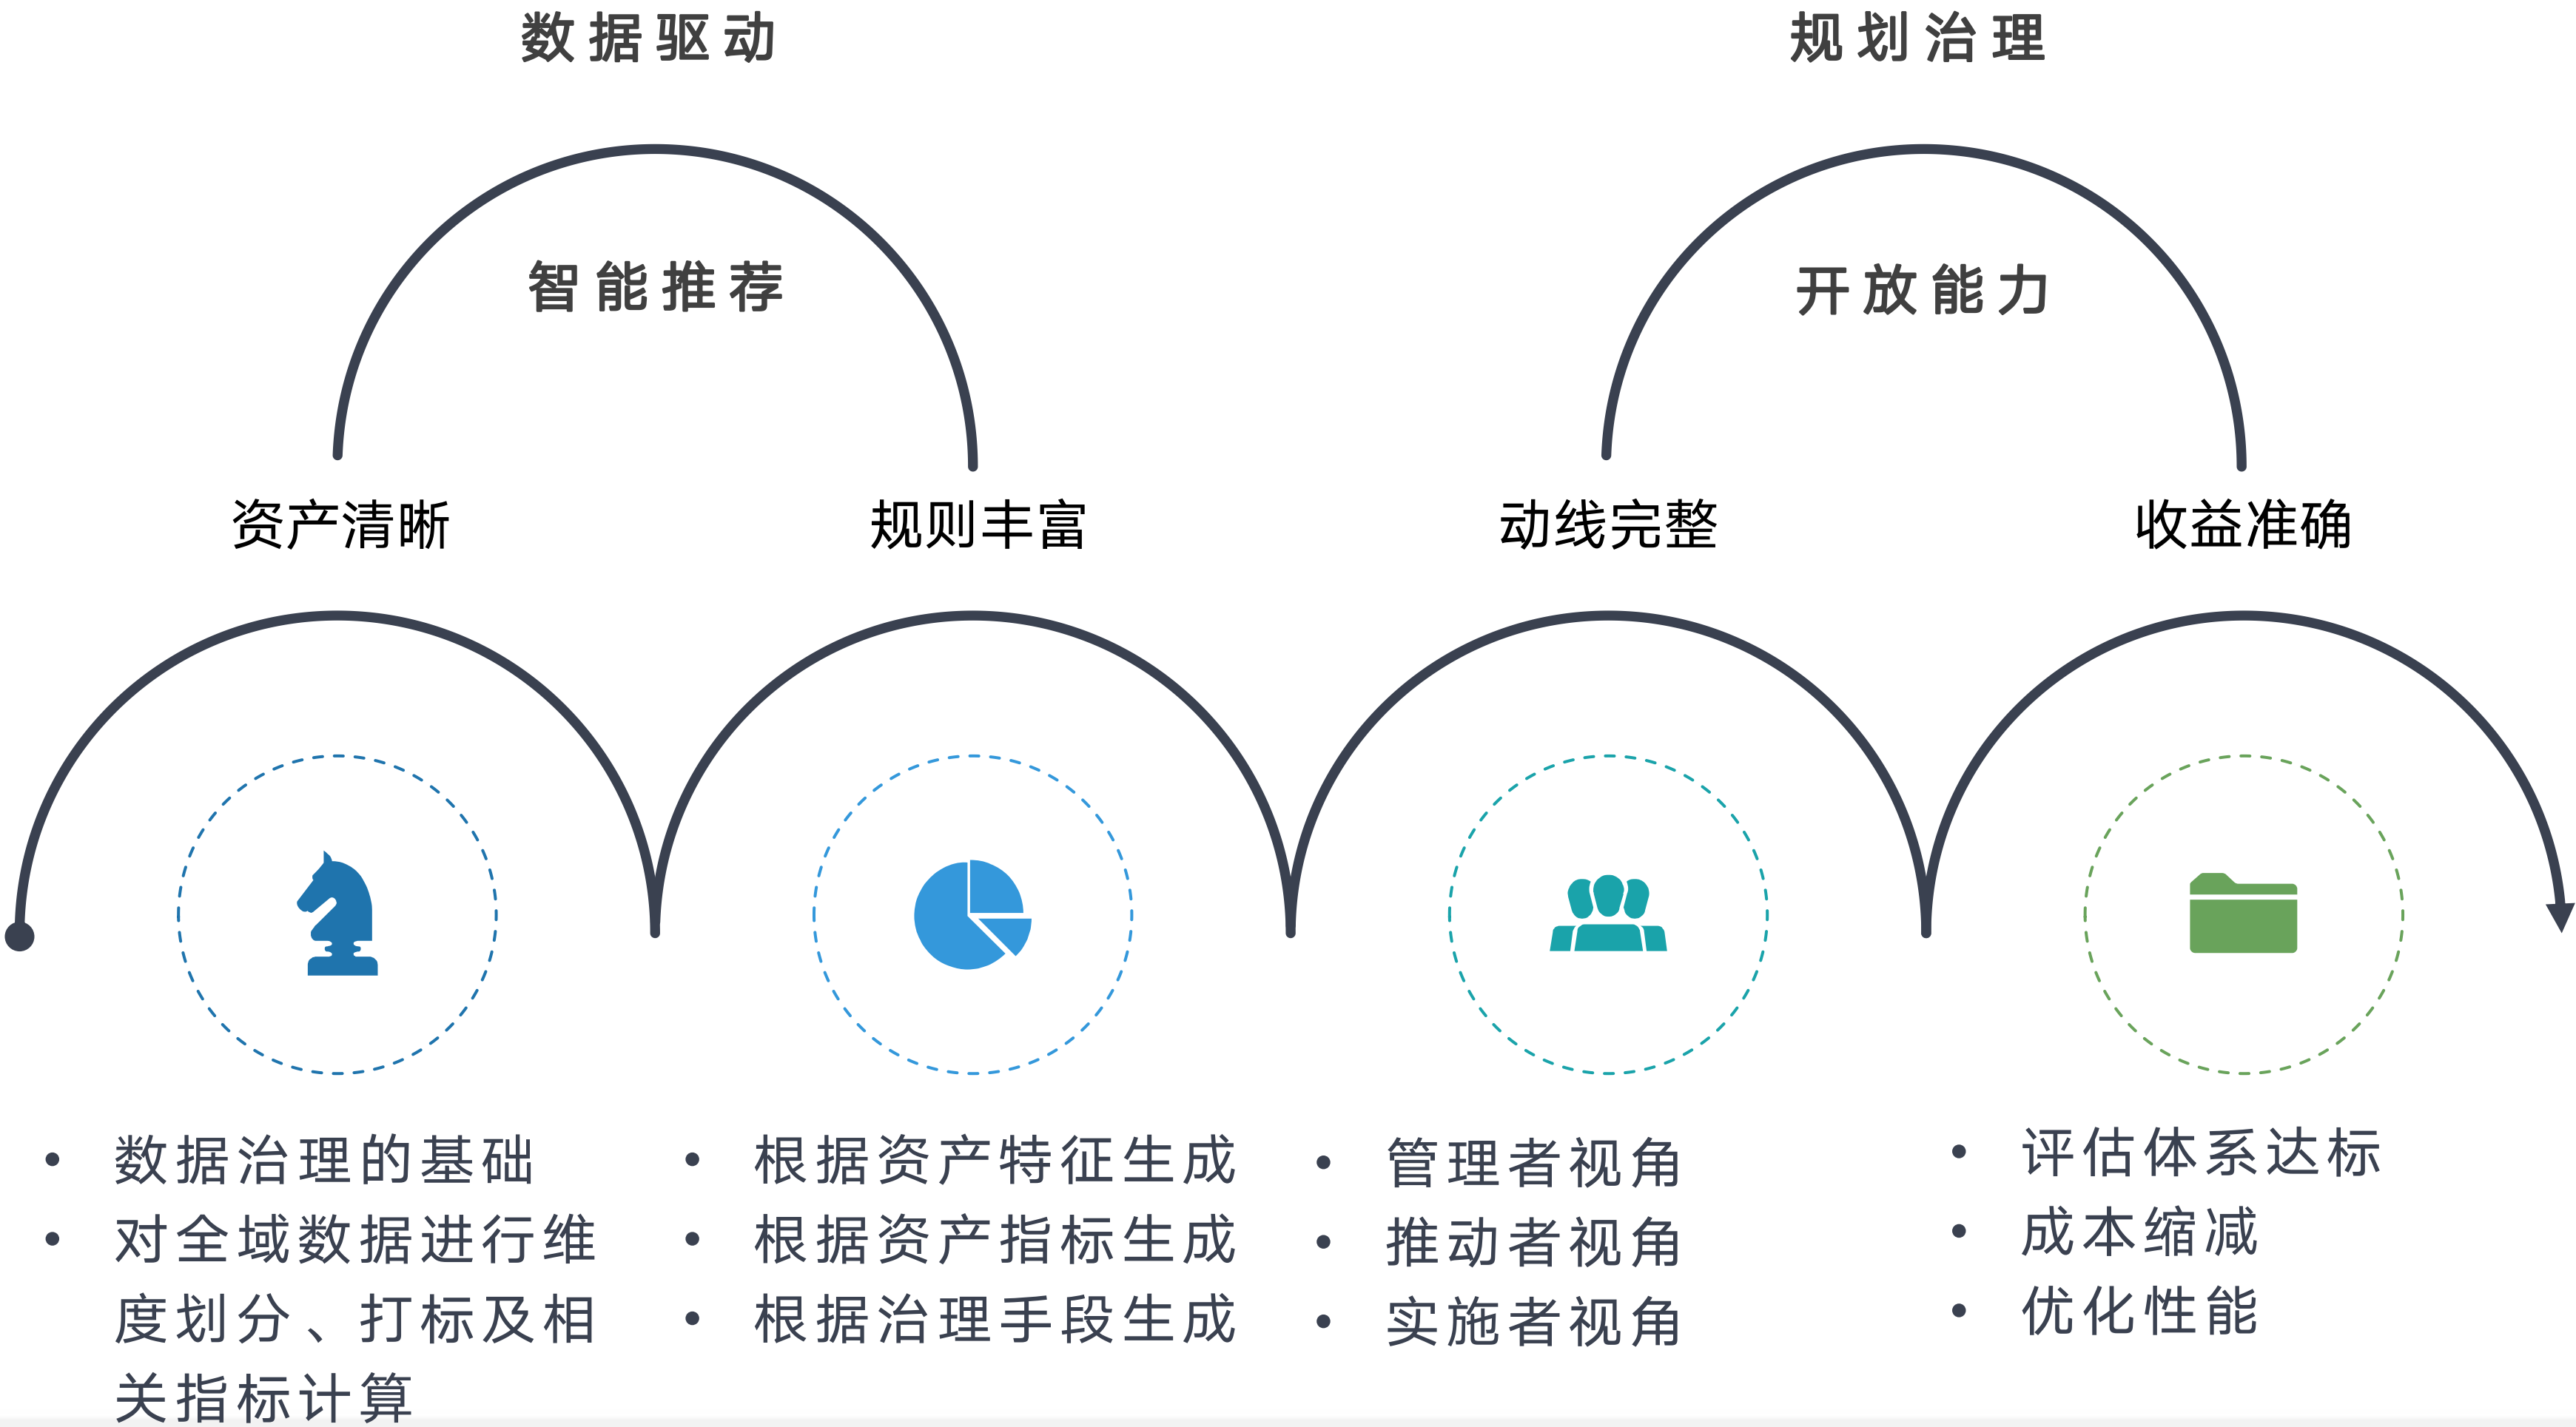 数据驱动
规划治理
智能推荐
开放能力
资产清晰
规则丰富
动线完整
收益准确
• 数据治理的基础
• 对全域数据进行维
度划分、打标及相
关指标计算
• 根据资产特征生成
• 根据资产指标生成
• 根据治理手段生成
• 管理者视角
• 推动者视角
• 实施者视角
• 评估体系达标
• 成本缩减
• 优化性能